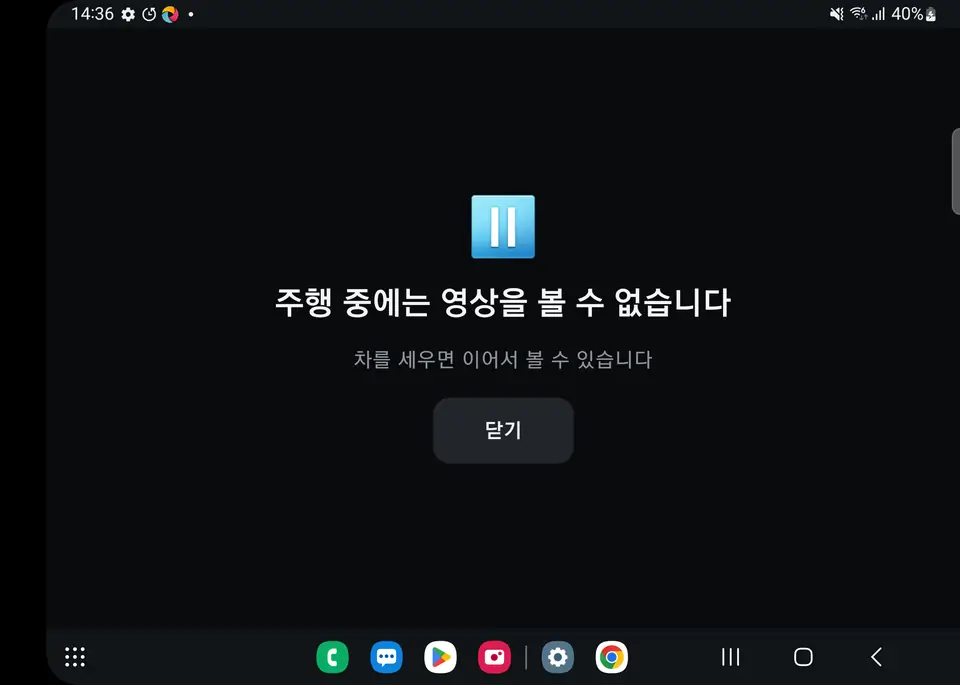 14:36
40%
주행 중에는 영상을 볼 수 없습니다
차를 세우면 이어서 볼 수 있습니다
닫기